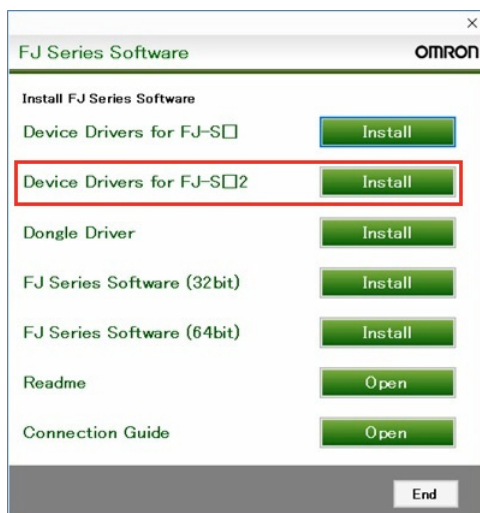 FJ Series Software OMRON
Install FJ Series Software
Device Drivers for FJ-S□ Install
Device Drivers for FJ-S□2 Install
Dongle Driver Install
FJ Series Software (32bit) Install
FJ Series Software (64bit) Install
Readme Open
Connection Guide Open
End